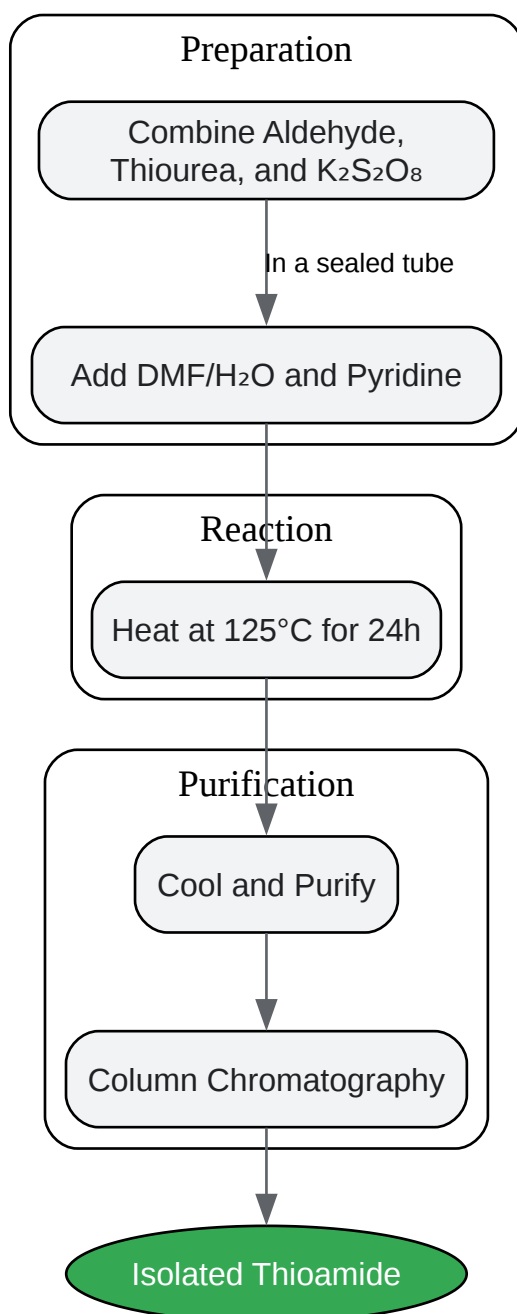 Preparation
Combine Aldehyde,
Thiourea, and K₂S₂O₈
In a sealed tube
Add DMF/H₂O and Pyridine
Reaction
Heat at 125°C for 24h
Purification
Cool and Purify
Column Chromatography
Isolated Thioamide